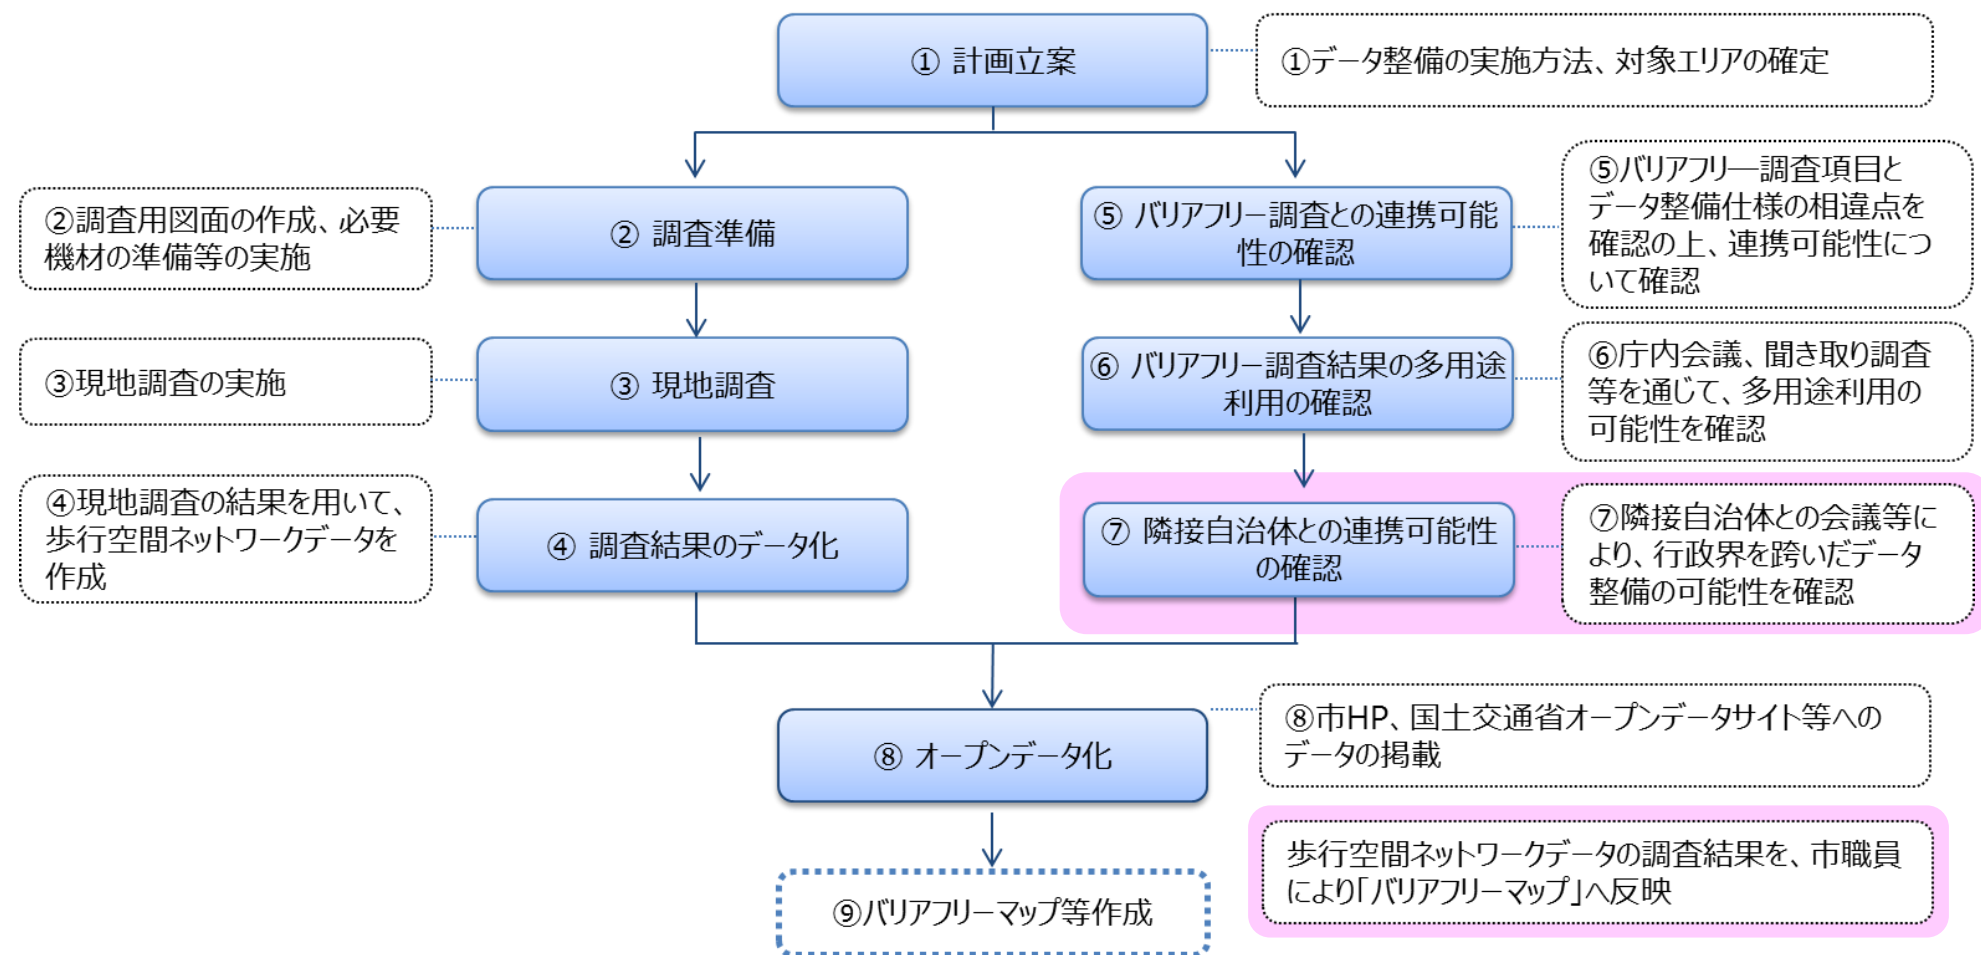 ① 計画立案
①データ整備の実施方法、対象エリアの確定
②調査用図面の作成、必要
機材の準備等の実施
② 調査準備
⑤ バリアフリー調査との連携可能
性の確認
⑤バリアフリー調査項目と
データ整備仕様の相違点を
確認の上、連携可能性につ
いて確認
③現地調査の実施
③ 現地調査
⑥ バリアフリー調査結果の多用途
利用の確認
⑥庁内会議、聞き取り調査
等を通じて、多用途利用の
可能性を確認
④現地調査の結果を用いて、
歩行空間ネットワークデータを
作成
④ 調査結果のデータ化
⑦ 隣接自治体との連携可能性
の確認
⑦隣接自治体との会議等に
より、行政界を跨いだデータ
整備の可能性を確認
⑧ オープンデータ化
⑧市HP、国土交通省オープンデータサイト等への
データの掲載
⑨バリアフリーマップ等作成
歩行空間ネットワークデータの調査結果を、市職員
により「バリアフリーマップ」へ反映